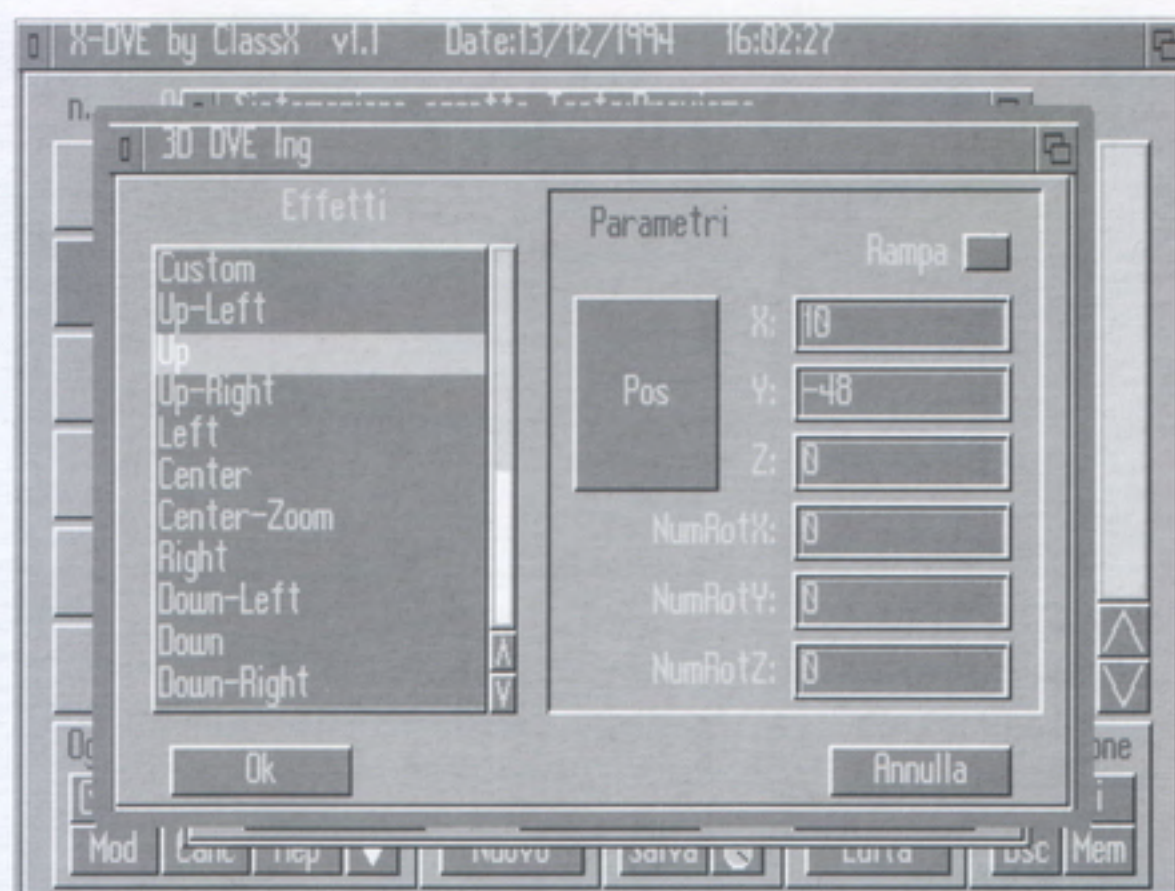 X-DVE by ClassX v1.1 Date:13/12/1994 16:02:27
n.
3D DVE Ing
Effetti
Parametri
Rampa
Custom
Up-Left
Up
Up-Right
Left
Center
Center-Zoom
Right
Down-Left
Down
Down-Right
Pos
X: 10
Y: -48
Z: 0
NumRotX: 0
NumRotY: 0
NumRotZ: 0
Ok
Annulla
Mod
Nuovo
Salva
Mem